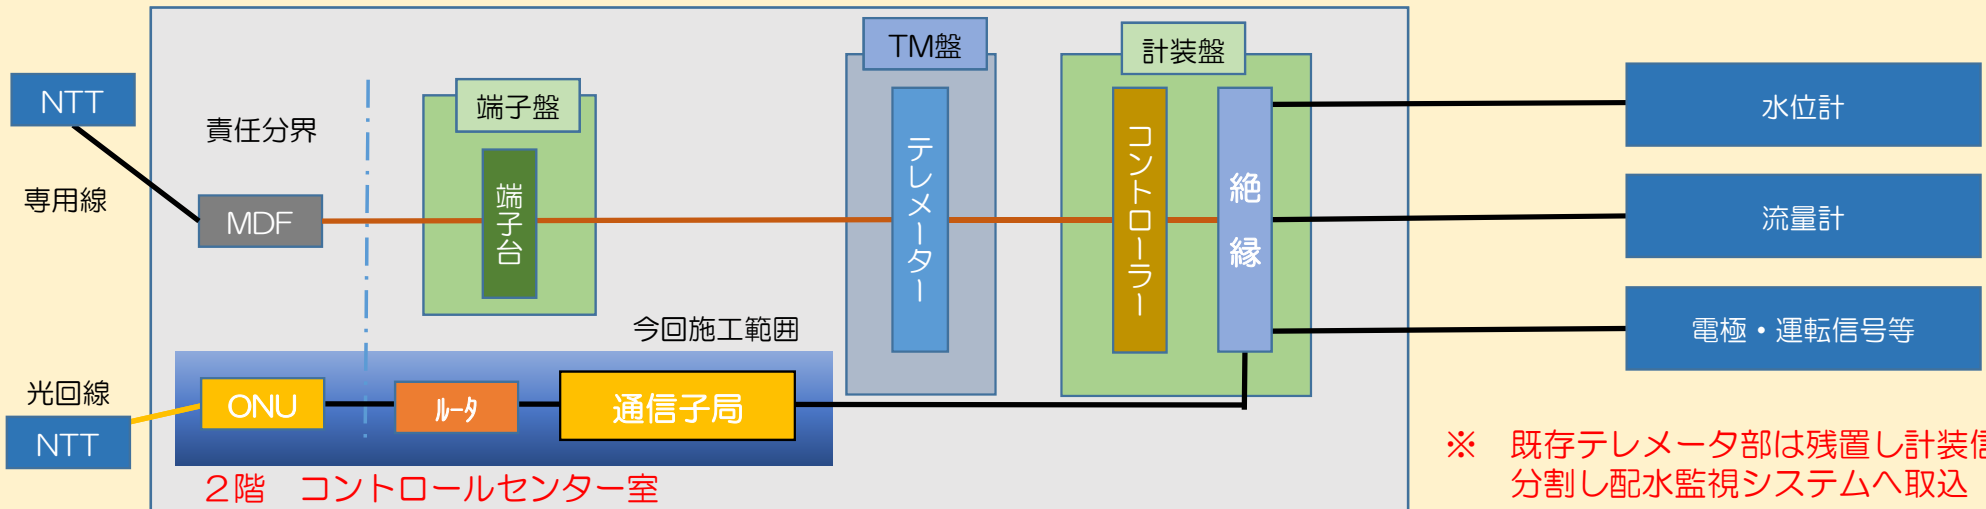 TM盤
計装盤
NTT
端子盤
水位計
責任分界
コントローラー
テレメーター
端子台
絶縁
専用線
MDF
流量計
今回施工範囲
電極・運転信号等
光回線
ONU
ルータ
通信子局
NTT
※ 既存テレメータ部は残置し計装信
分割し配水監視システムへ取込
2階 コントロールセンター室